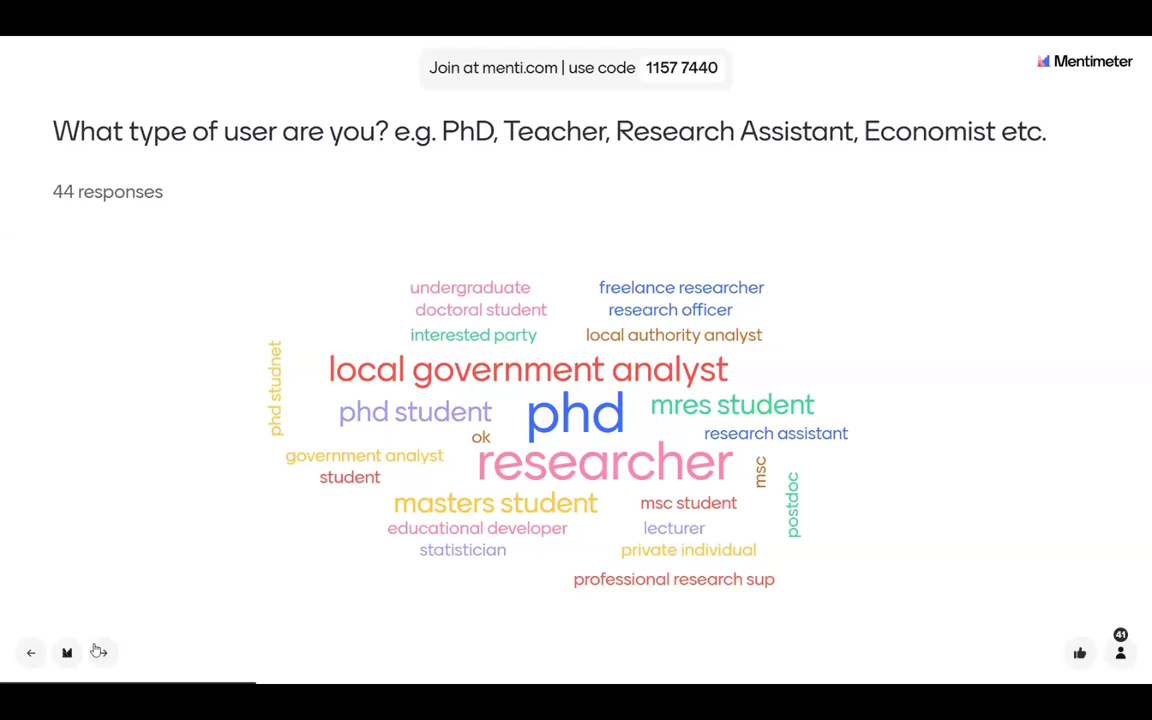 Join at menti.com | use code 1157 7440
Mentimeter
What type of user are you? e.g. PhD, Teacher, Research Assistant, Economist etc.
44 responses
undergraduate
freelance researcher
doctoral student
research officer
interested party
local authority analyst
phd studnet
local government analyst
phd student
phd
mres student
ok
research assistant
government analyst
researcher
msc
student
postdoc
masters student
msc student
educational developer
lecturer
statistician
private individual
professional research sup
41